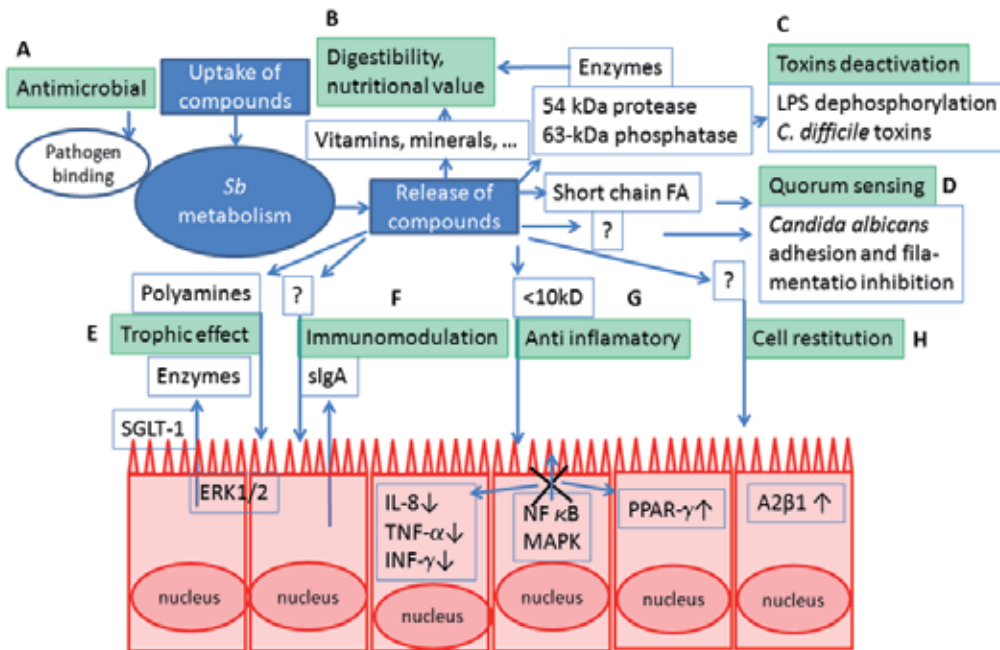 A
Antimicrobial
Pathogen
binding
Uptake of
compounds
Sb
metabolism
B
Digestibility,
nutritional value
Vitamins, minerals, ...
Release of
compounds
Enzymes
54 kDa protease
63-kDa phosphatase
C
Toxins deactivation
LPS dephosphorylation
C. difficile toxins
Short chain FA
?
Quorum sensing
D
Candida albicans
adhesion and fila-
mentatio inhibition
Polyamines
E
Trophic effect
Enzymes
SGLT-1
ERK1/2
?
F
Immunomodulation
sIgA
<10kD
G
Anti inflamatory
?
Cell restitution
H
IL-8↓
TNF-α↓
INF-γ↓
NF κB
MAPK
PPAR-γ↑
A2β1 ↑
nucleus
nucleus
nucleus
nucleus
nucleus
nucleus